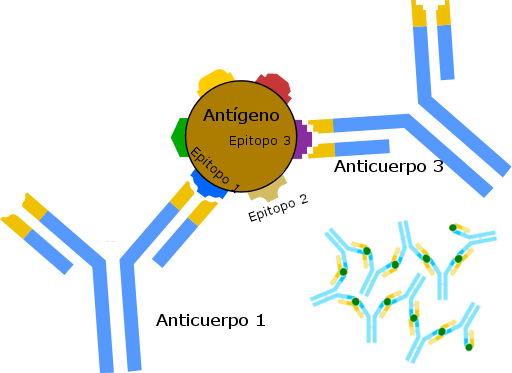 Antígeno
Epitopo 3
Anticuerpo 3
Epitopo 1
Epitopo 2
Anticuerpo 1